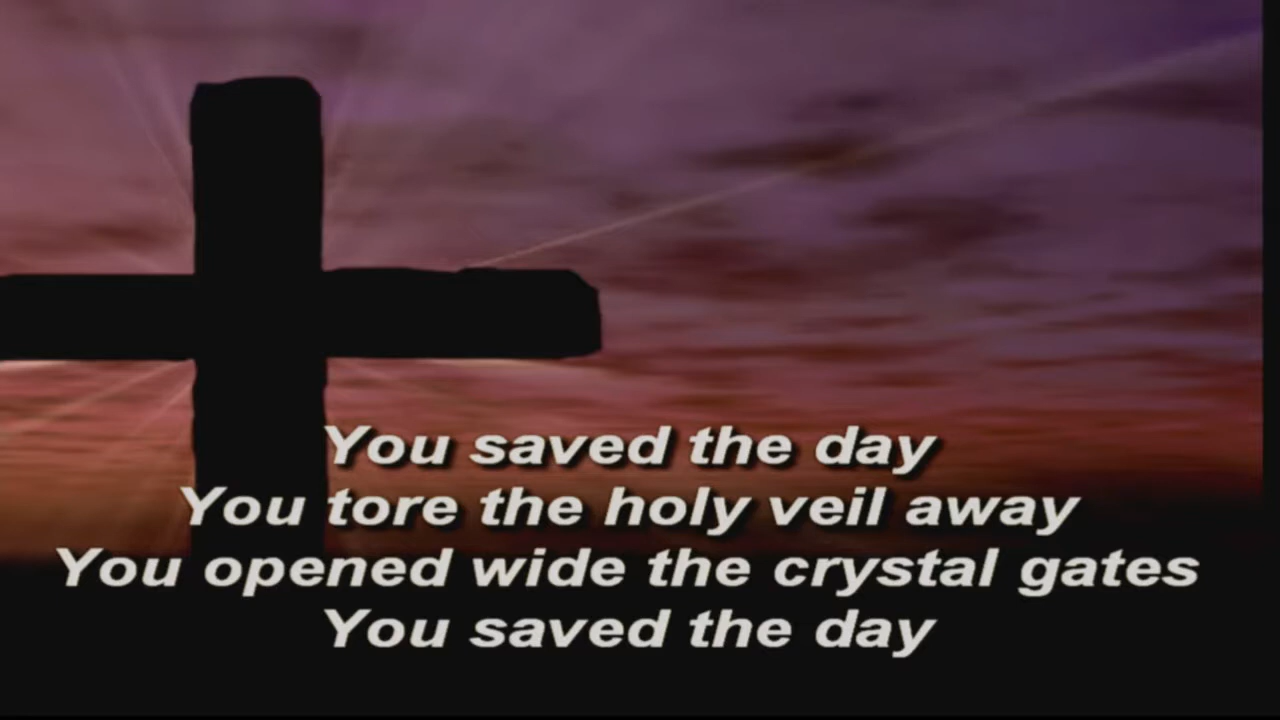 You saved the day
You tore the holy veil away
You opened wide the crystal gates
You saved the day